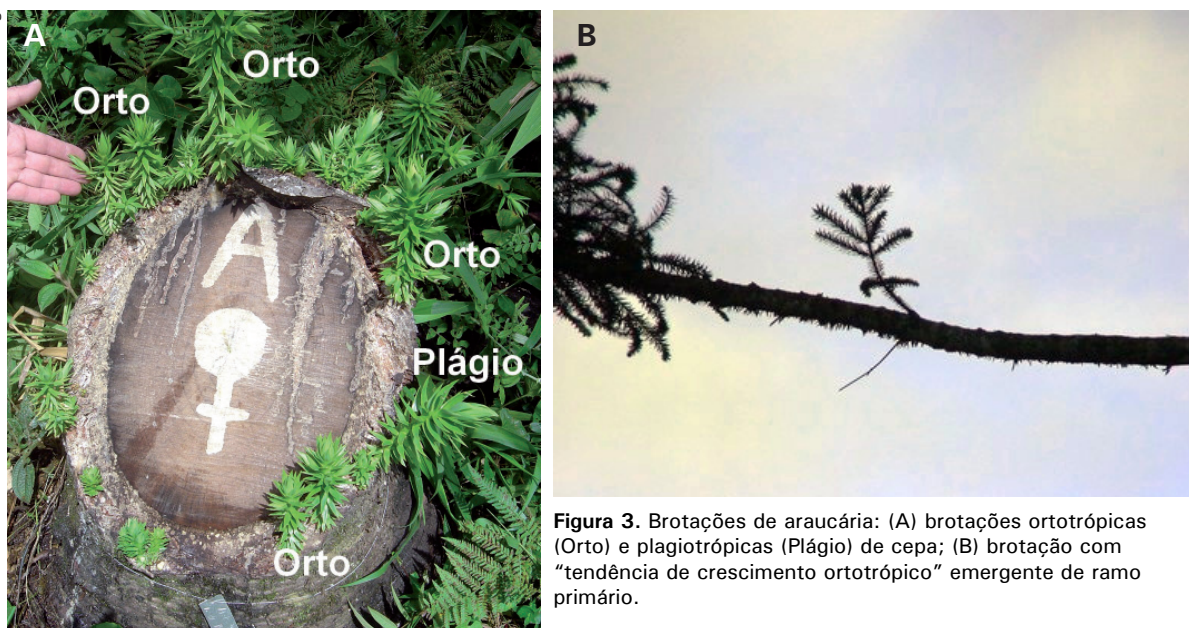 A
Orto
Orto
A
Orto
Plágio
Orto
B
Figura 3. Brotações de araucária: (A) brotações ortotrópicas
(Orto) e plagiotrópicas (Plágio) de cepa; (B) brotação com
“tendência de crescimento ortotrópico” emergente de ramo
primário.